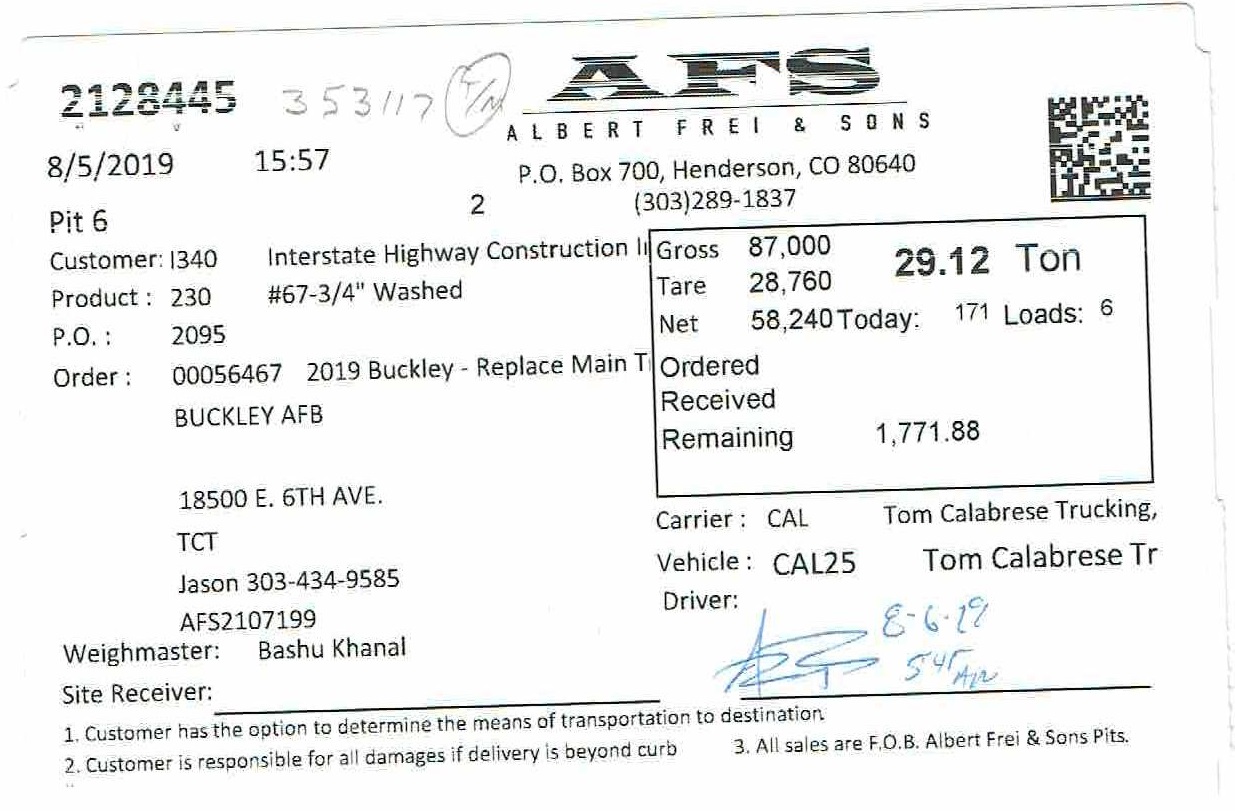 2128445 353117
AFS
ALBERT FREI & SONS
8/5/2019 15:57
P.O. Box 700, Henderson, CO 80640
(303)289-1837
Pit 6 2
Customer: I340 Interstate Highway Construction I
Product : 230 #67-3/4" Washed
P.O. : 2095
Order : 00056467 2019 Buckley - Replace Main T
BUCKLEY AFB
18500 E. 6TH AVE.
TCT
Jason 303-434-9585
AFS2107199
Weighmaster: Bashu Khanal
Site Receiver:
Gross 87,000 29.12 Ton
Tare 28,760
Net 58,240 Today: 171 Loads: 6
Ordered
Received
Remaining 1,771.88
Carrier : CAL Tom Calabrese Trucking,
Vehicle : CAL25 Tom Calabrese Tr
Driver:
8-6-19
545 AM
1. Customer has the option to determine the means of transportation to destination
2. Customer is responsible for all damages if delivery is beyond curb
3. All sales are F.O.B. Albert Frei & Sons Pits.